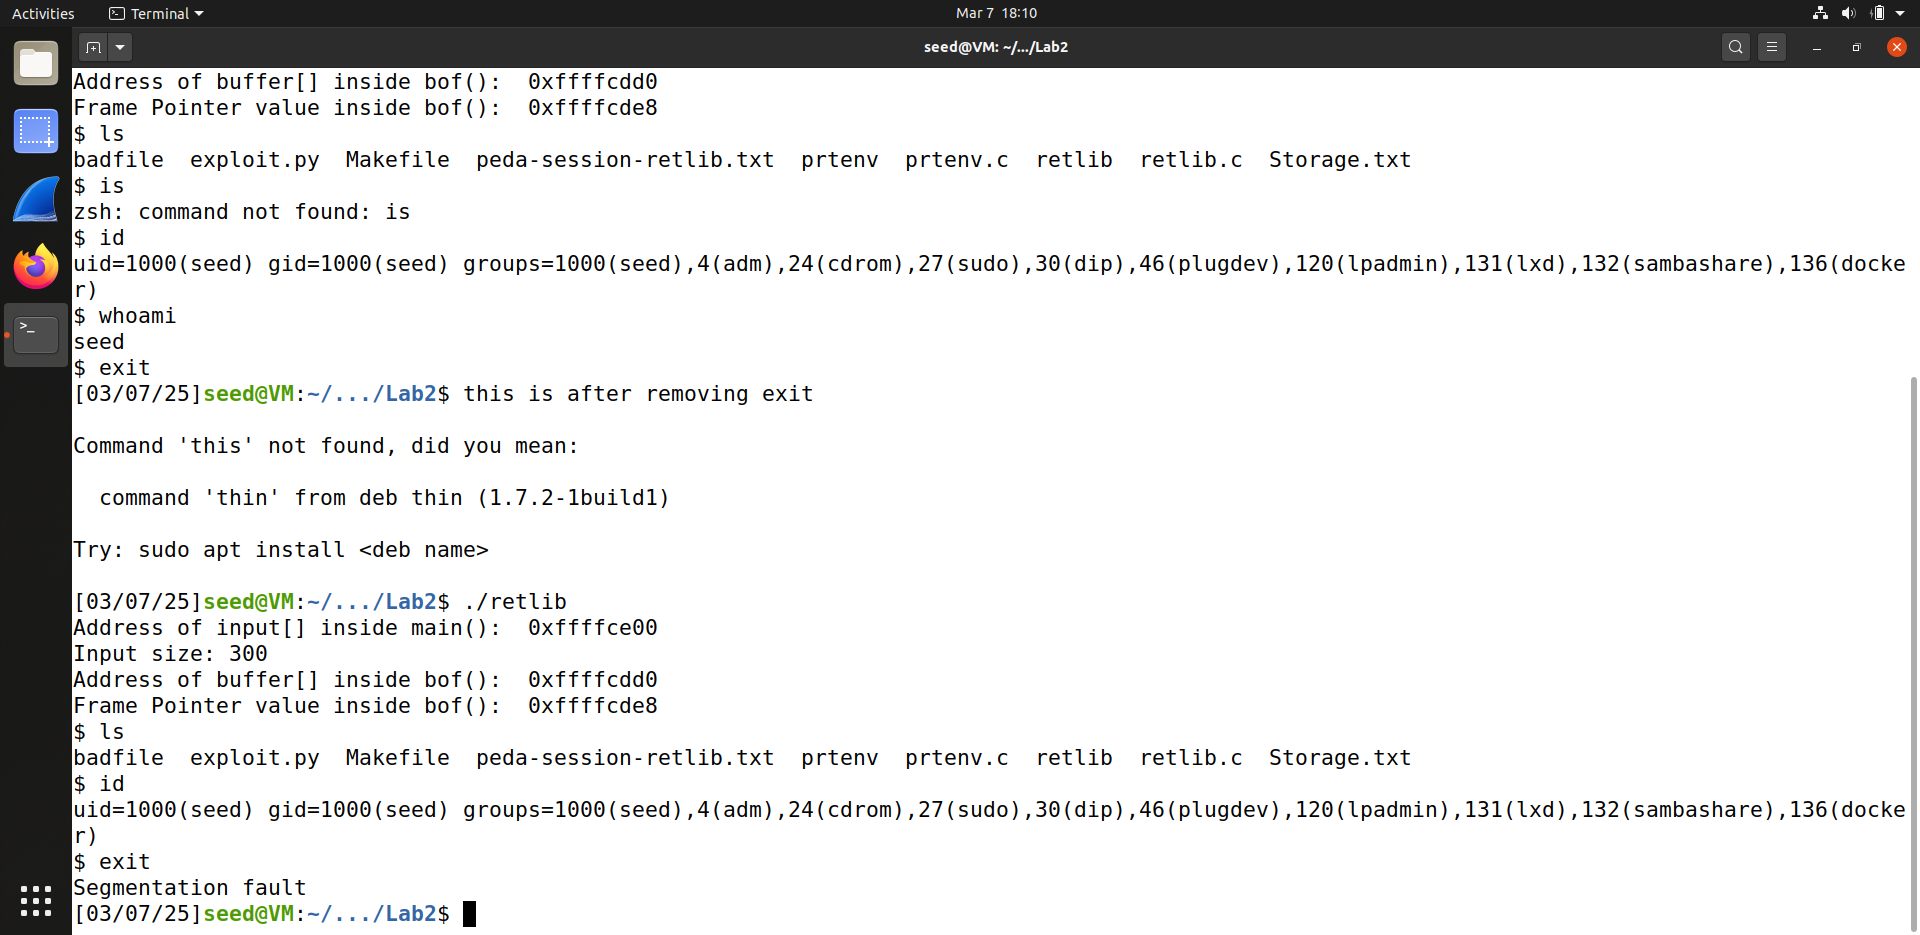 Activities
Terminal
Mar 7 18:10
seed@VM: ~/.../Lab2
Address of buffer[] inside bof():  0xffffcdd0
Frame Pointer value inside bof():  0xffffcde8
$ ls
badfile  exploit.py  Makefile  peda-session-retlib.txt  prtenv  prtenv.c  retlib  retlib.c  Storage.txt
$ is
zsh: command not found: is
$ id
uid=1000(seed) gid=1000(seed) groups=1000(seed),4(adm),24(cdrom),27(sudo),30(dip),46(plugdev),120(lpadmin),131(lxd),132(sambashare),136(docke
r)
$ whoami
seed
$ exit
[03/07/25]seed@VM:~/.../Lab2$ this is after removing exit
Command 'this' not found, did you mean:
  command 'thin' from deb thin (1.7.2-1build1)
Try: sudo apt install <deb name>
[03/07/25]seed@VM:~/.../Lab2$ ./retlib
Address of input[] inside main():  0xffffce00
Input size: 300
Address of buffer[] inside bof():  0xffffcdd0
Frame Pointer value inside bof():  0xffffcde8
$ ls
badfile  exploit.py  Makefile  peda-session-retlib.txt  prtenv  prtenv.c  retlib  retlib.c  Storage.txt
$ id
uid=1000(seed) gid=1000(seed) groups=1000(seed),4(adm),24(cdrom),27(sudo),30(dip),46(plugdev),120(lpadmin),131(lxd),132(sambashare),136(docke
r)
$ exit
Segmentation fault
[03/07/25]seed@VM:~/.../Lab2$